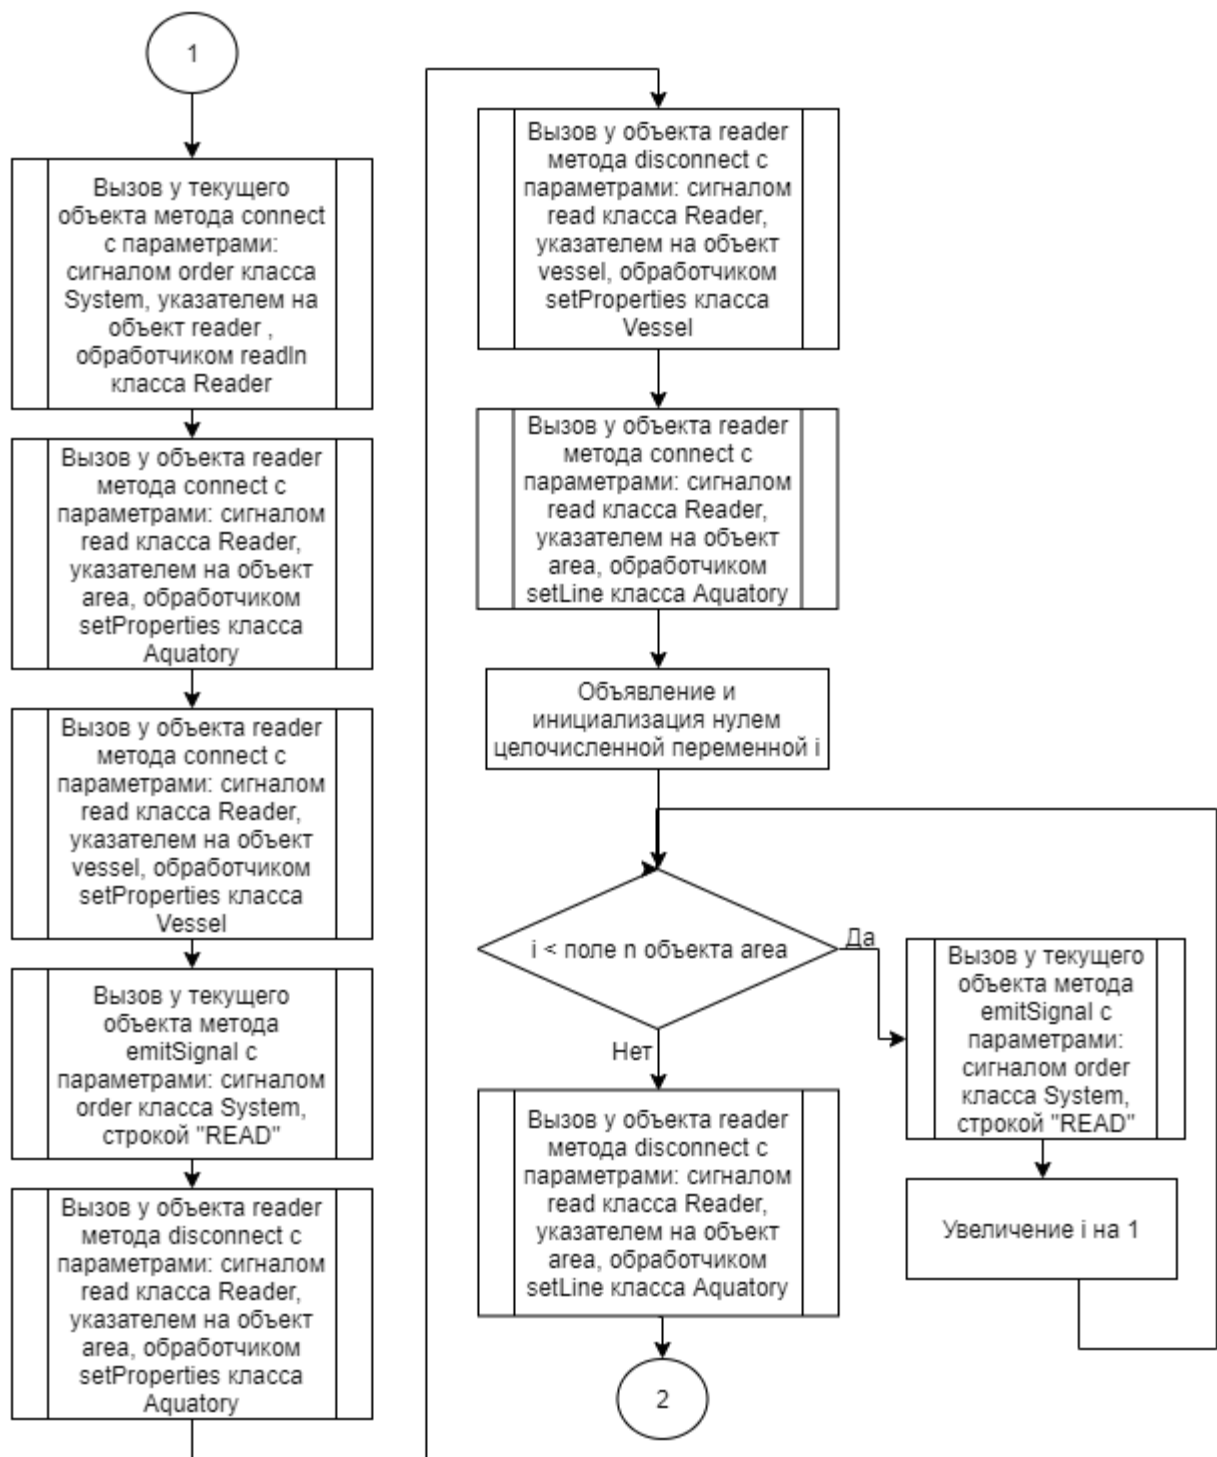 1
Вызов у текущего
объекта метода connect
с параметрами:
сигналом order класса
System, указателем на
объект reader ,
обработчиком readln
класса Reader
Вызов у объекта reader
метода connect с
параметрами: сигналом
read класса Reader,
указателем на объект
area, обработчиком
setProperties класса
Aquatory
Вызов у объекта reader
метода connect с
параметрами: сигналом
read класса Reader,
указателем на объект
vessel, обработчиком
setProperties класса
Vessel
Вызов у текущего
объекта метода
emitSignal с
параметрами: сигналом
order класса System,
строкой "READ"
Вызов у объекта reader
метода disconnect с
параметрами: сигналом
read класса Reader,
указателем на объект
area, обработчиком
setProperties класса
Aquatory
Вызов у объекта reader
метода disconnect с
параметрами: сигналом
read класса Reader,
указателем на объект
vessel, обработчиком
setProperties класса
Vessel
Вызов у объекта reader
метода connect с
параметрами: сигналом
read класса Reader,
указателем на объект
area, обработчиком
setLine класса Aquatory
Объявление и
инициализация нулем
целочисленной переменной i
i < поле n объекта area
Да
Вызов у текущего
объекта метода
emitSignal с
параметрами:
сигналом order
класса System,
строкой "READ"
Увеличение i на 1
Нет
Вызов у объекта reader
метода disconnect с
параметрами: сигналом
read класса Reader,
указателем на объект
area, обработчиком
setLine класса Aquatory
2